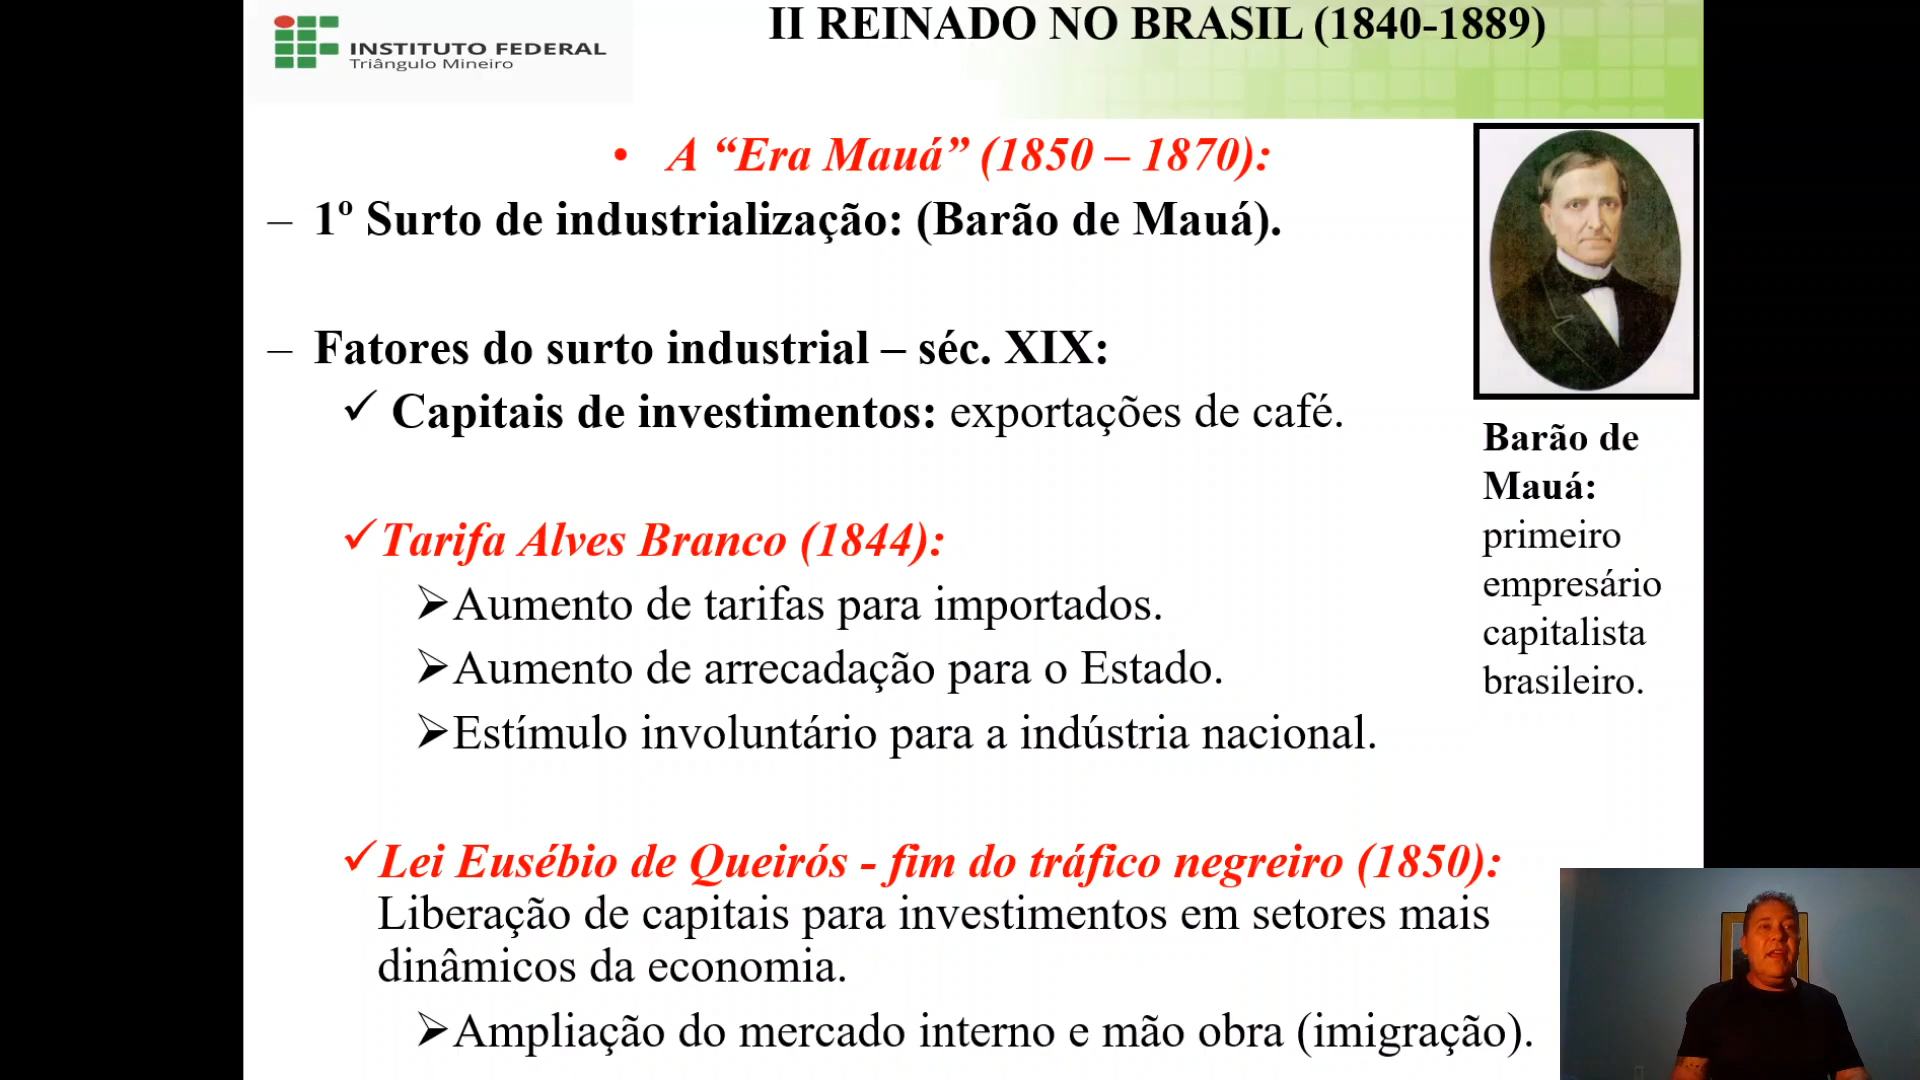 INSTITUTO FEDERAL
Triângulo Mineiro
II REINADO NO BRASIL (1840-1889)
• A “Era Mauá” (1850 – 1870):
– 1º Surto de industrialização: (Barão de Mauá).
– Fatores do surto industrial – séc. XIX:
✓ Capitais de investimentos: exportações de café.
✓ Tarifa Alves Branco (1844):
➢ Aumento de tarifas para importados.
➢ Aumento de arrecadação para o Estado.
➢ Estímulo involuntário para a indústria nacional.
✓ Lei Eusébio de Queirós - fim do tráfico negreiro (1850):
Liberação de capitais para investimentos em setores mais
dinâmicos da economia.
➢ Ampliação do mercado interno e mão obra (imigração).
Barão de
Mauá:
primeiro
empresário
capitalista
brasileiro.